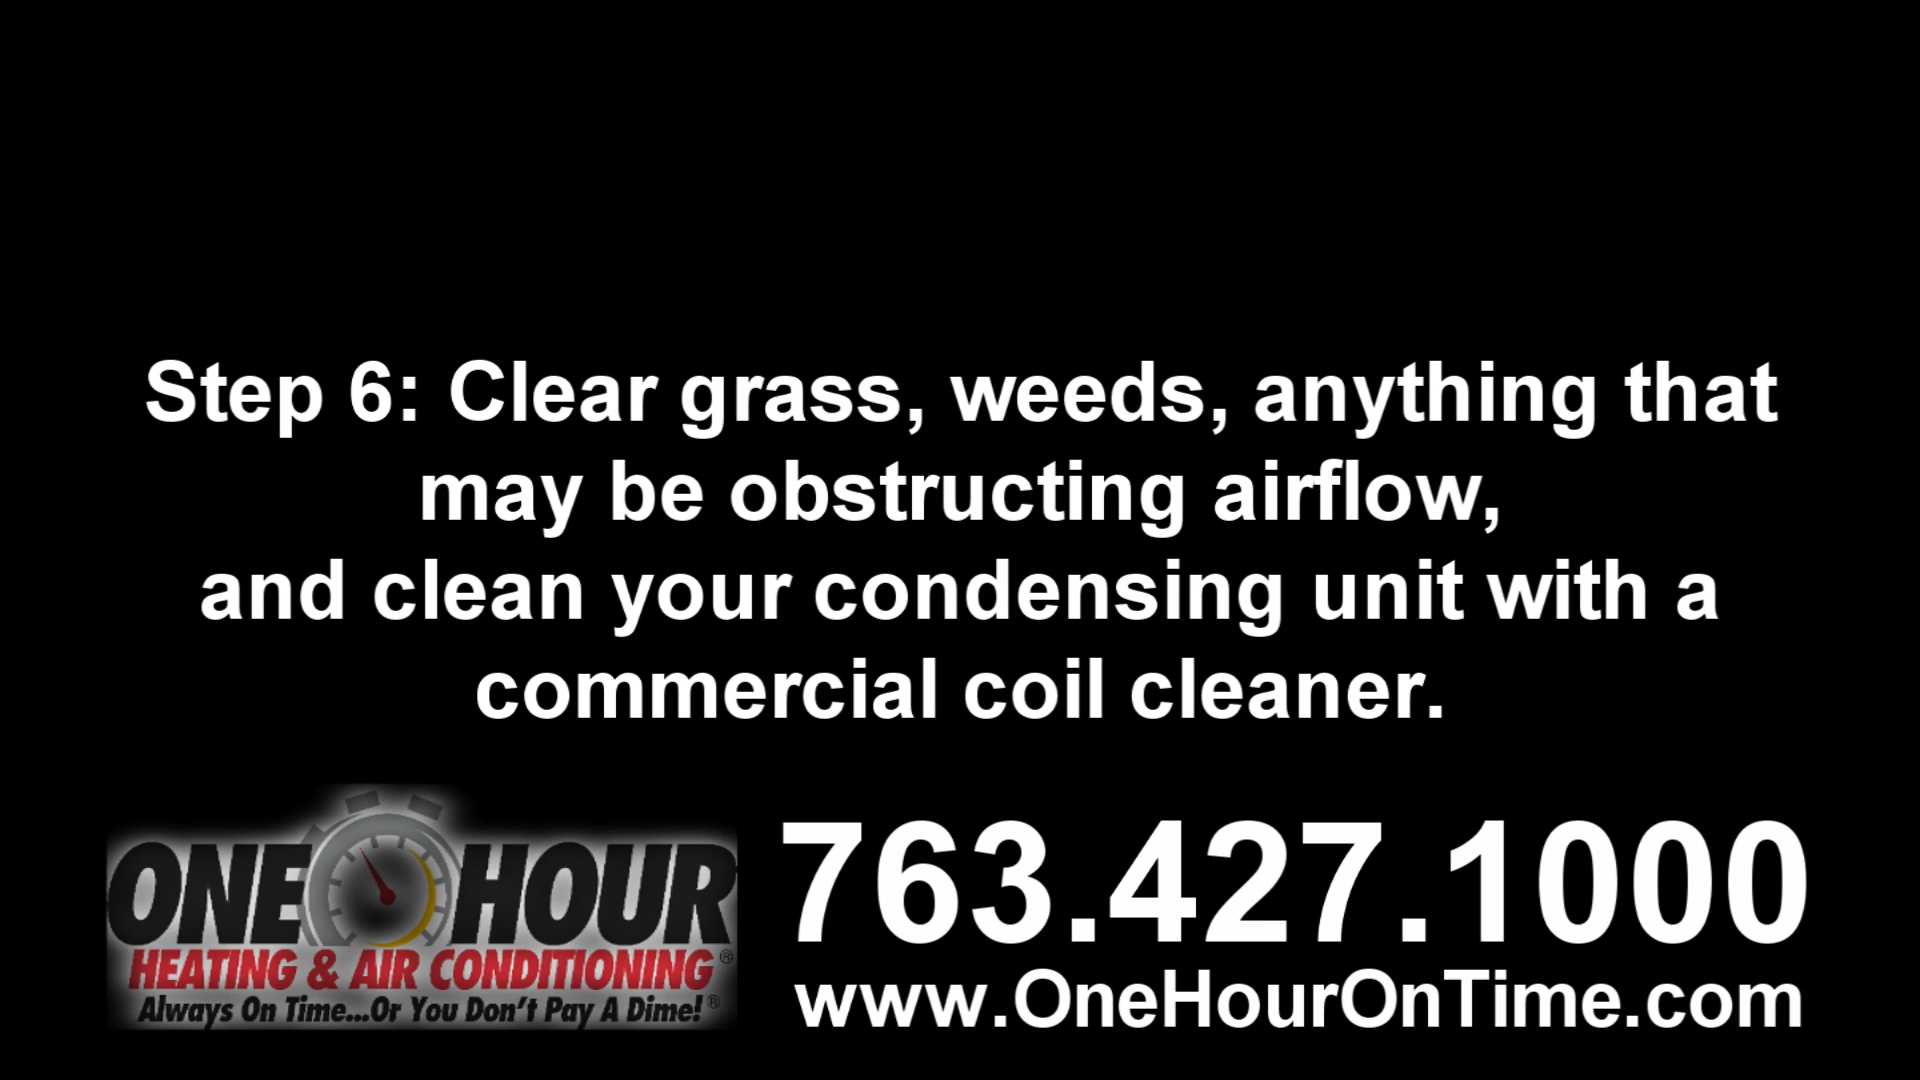 Step 6: Clear grass, weeds, anything that
may be obstructing airflow,
and clean your condensing unit with a
commercial coil cleaner.
ONE HOUR
HEATING & AIR CONDITIONING®
Always On Time...Or You Don't Pay A Dime!®
763.427.1000
www.OneHourOnTime.com